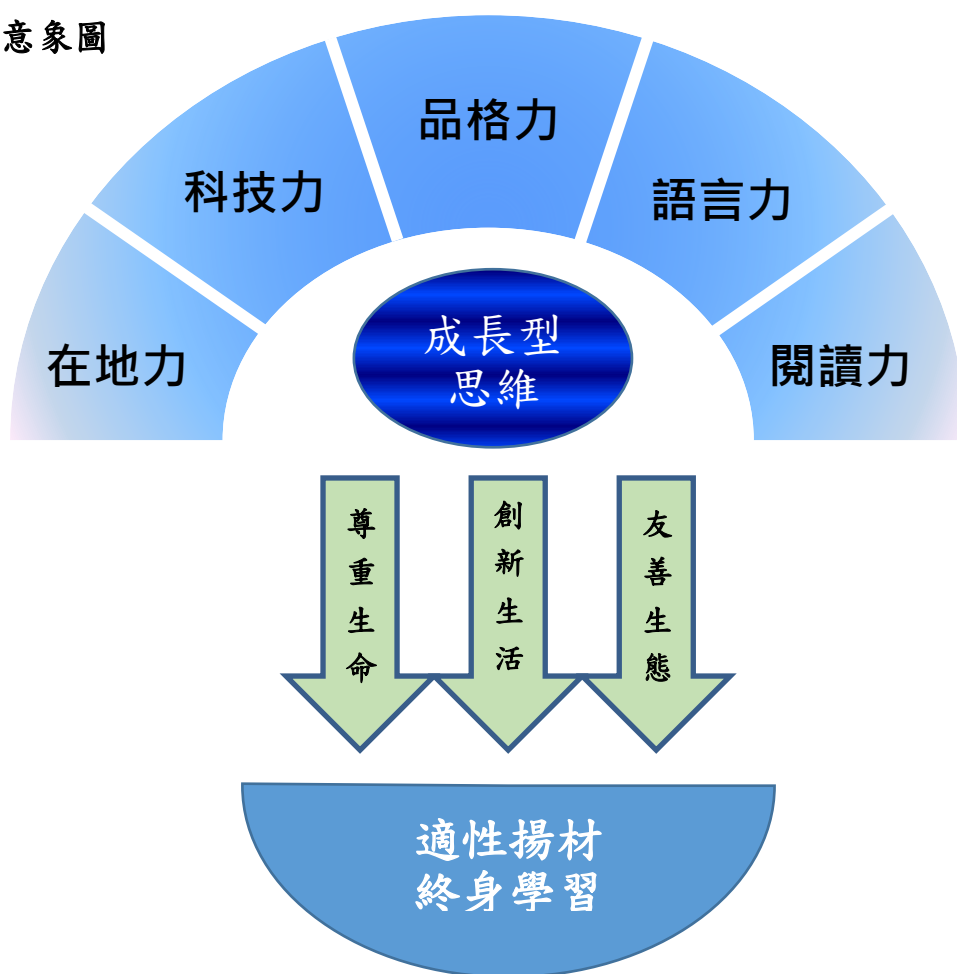 意象圖
品格力
科技力
語言力
在地力
閱讀力
成長型
思維
尊重生命
創新生活
友善生態
適性揚材
終身學習